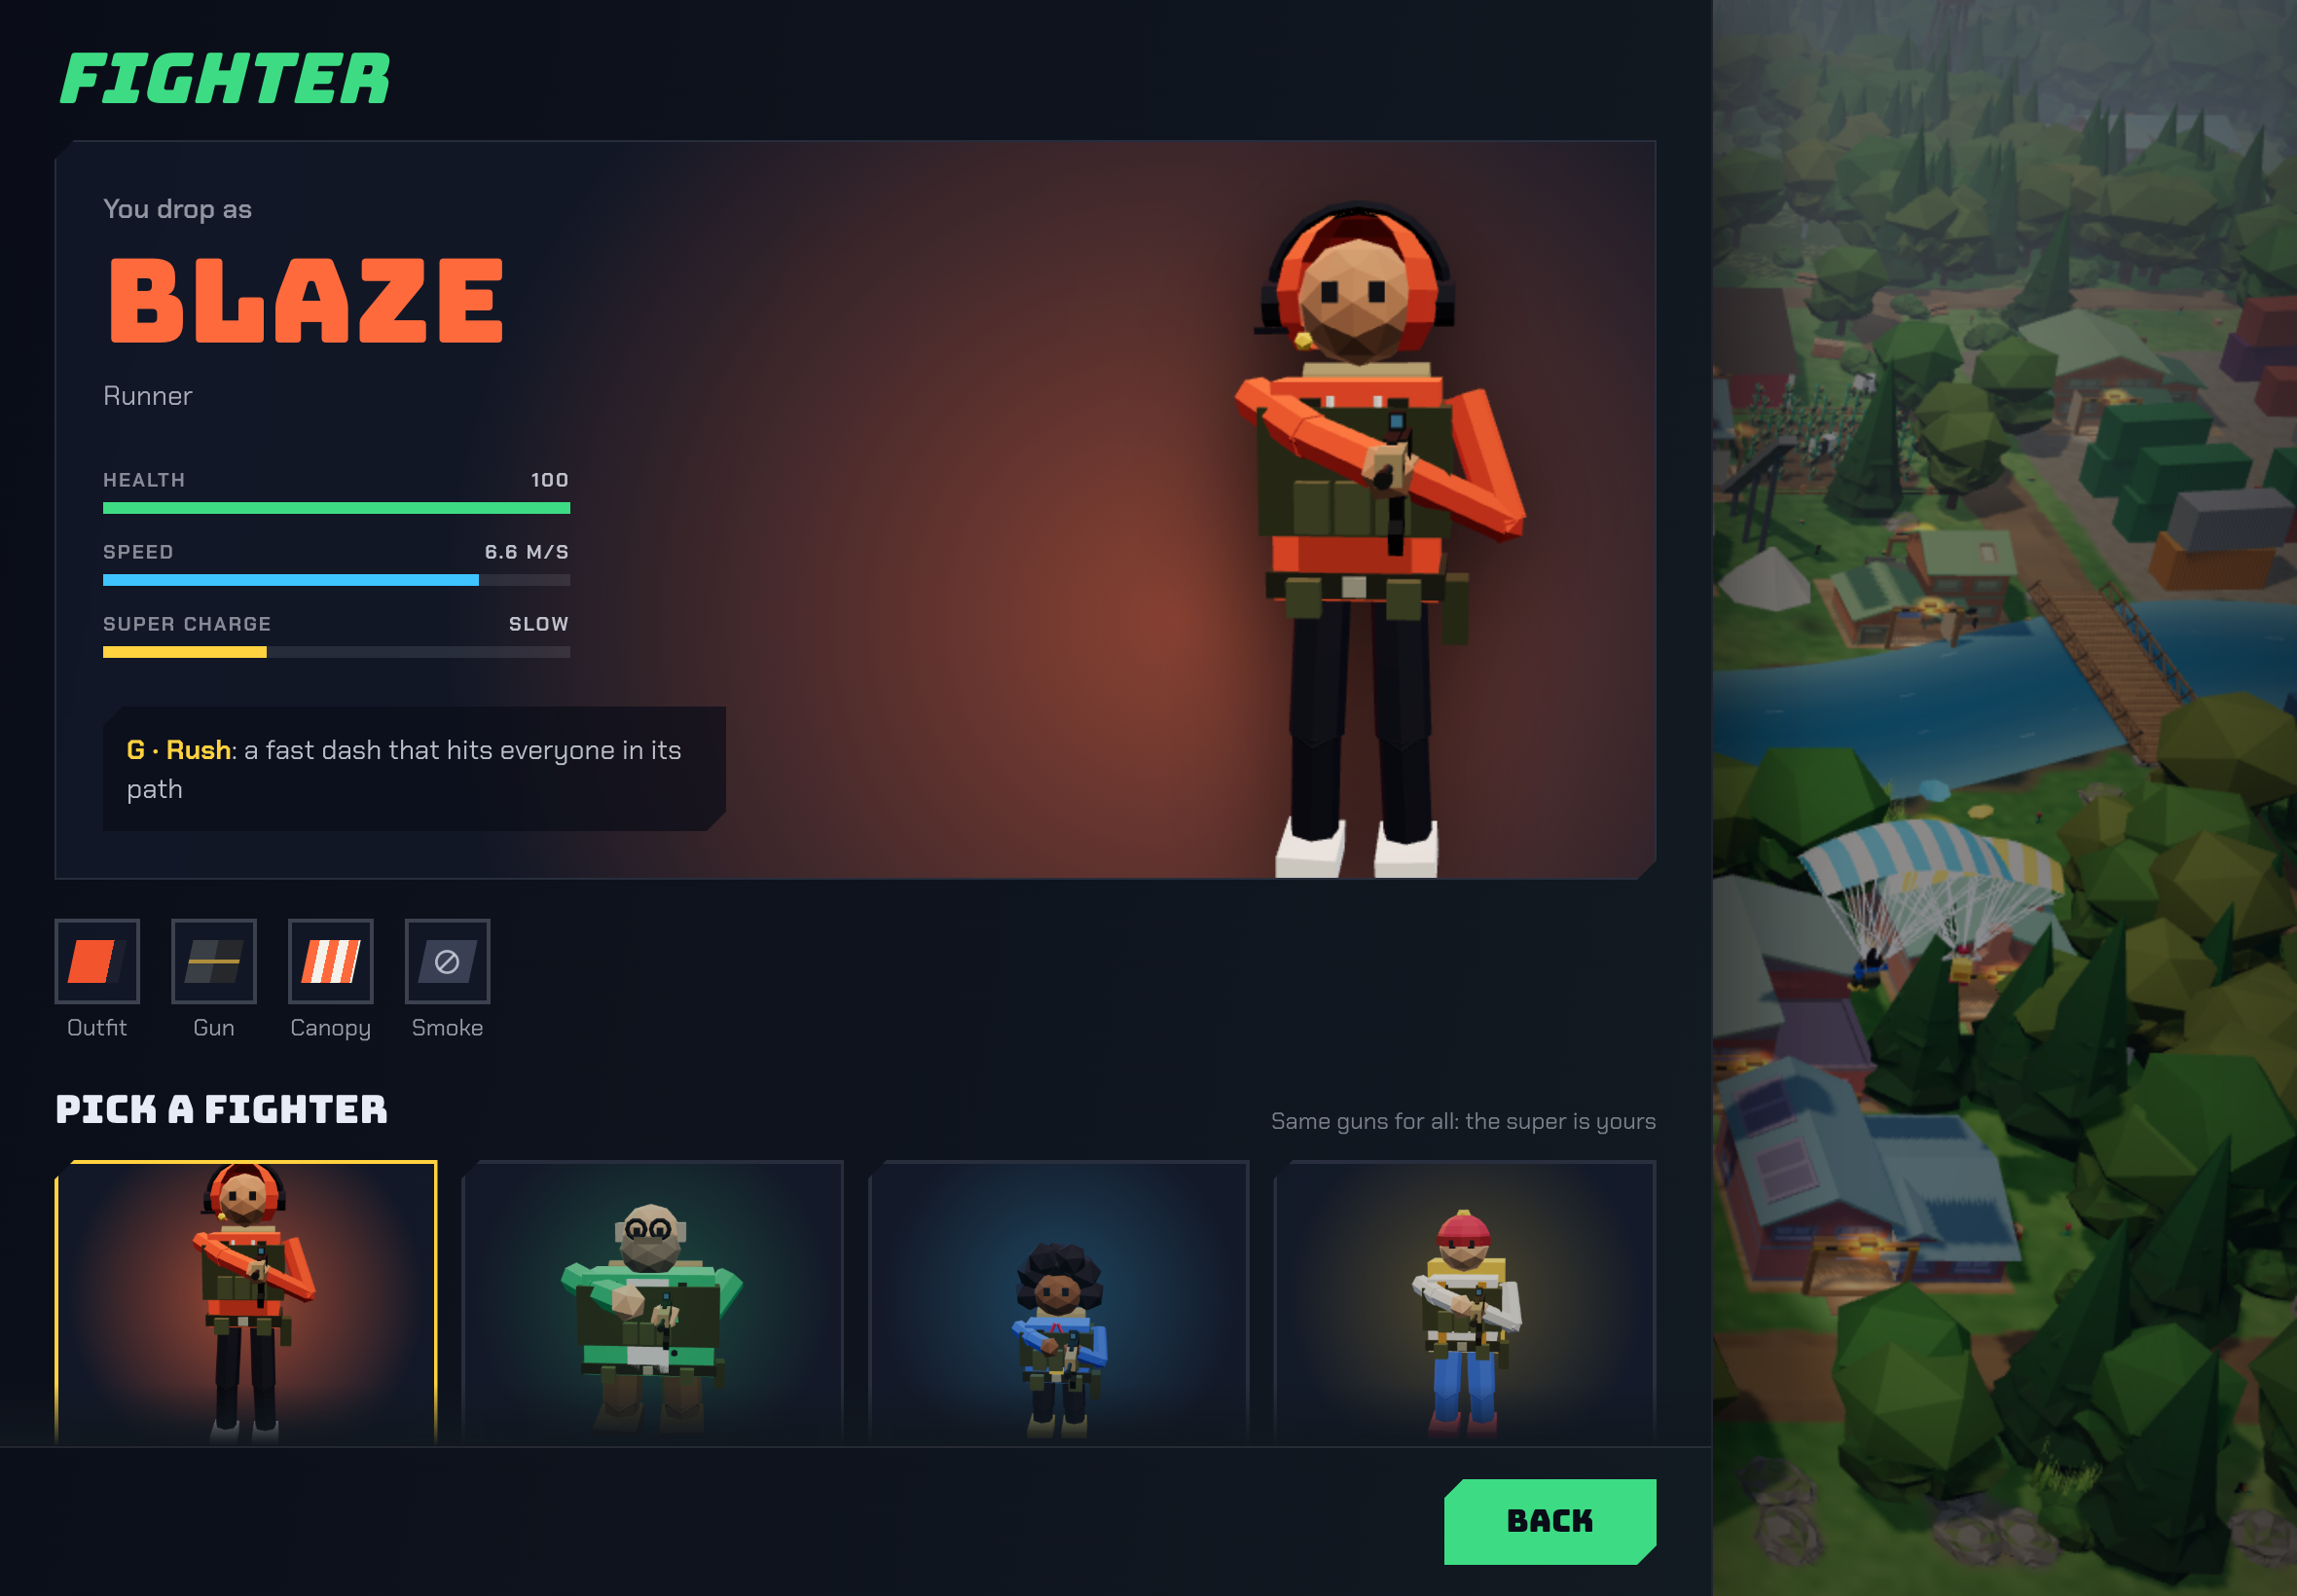 FIGHTER
You drop as
BLAZE
Runner
HEALTH 100
SPEED 6.6 M/S
SUPER CHARGE SLOW
G · Rush: a fast dash that hits everyone in its
path
Outfit Gun Canopy Smoke
PICK A FIGHTER
Same guns for all: the super is yours
BACK